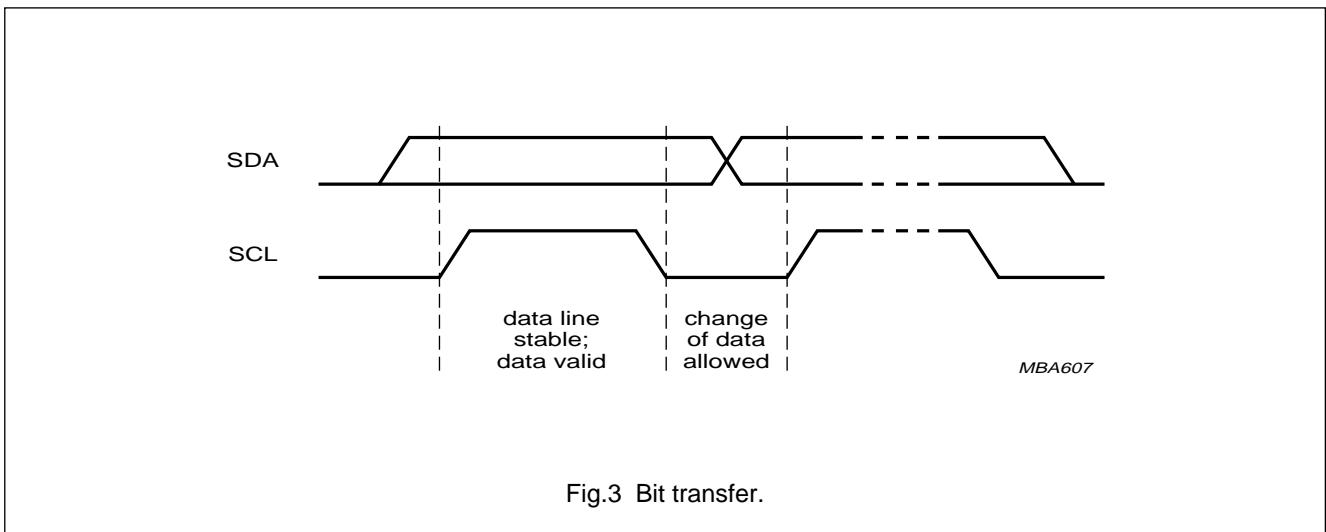 SDA
SCL
data line
stable;
data valid
change
of data
allowed
MBA607
Fig.3 Bit transfer.